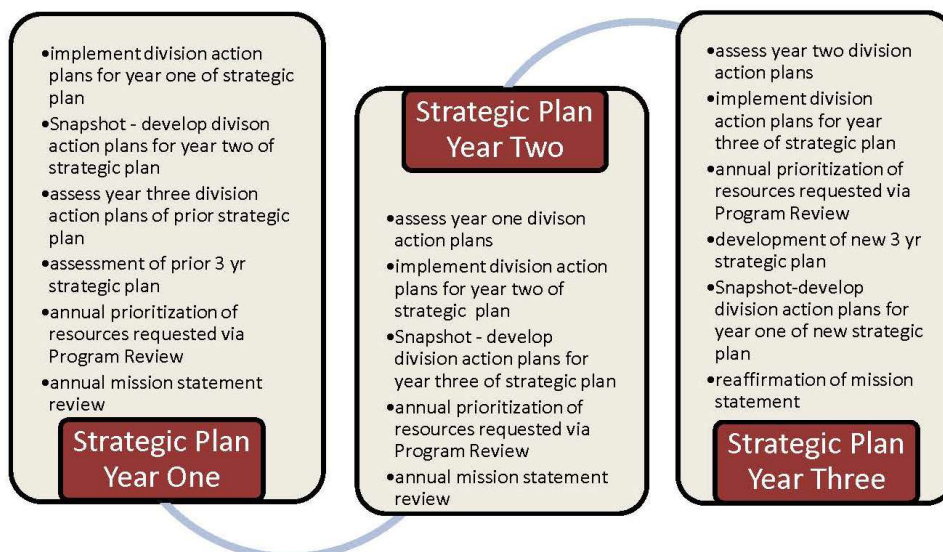 •implement division action
plans for year one of strategic
plan
•Snapshot - develop divison
action plans for year two of
strategic plan
•assess year three division
action plans of prior strategic
plan
•assessment of prior 3 yr
strategic plan
•annual prioritization of
resources requested via
Program Review
•annual mission statement
review
Strategic Plan
Year One
Strategic Plan
Year Two
•assess year one divison
action plans
•implement division action
plans for year two of
strategic plan
•Snapshot - develop
division action plans for
year three of strategic plan
•annual prioritization of
resources requested via
Program Review
•annual mission statement
review
•assess year two division
action plans
•implement division
action plans for year
three of strategic plan
•annual prioritization of
resources requested via
Program Review
•development of new 3 yr
strategic plan
•Snapshot-develop
division action plans for
year one of new strategic
plan
•reaffirmation of mission
statement
Strategic Plan
Year Three